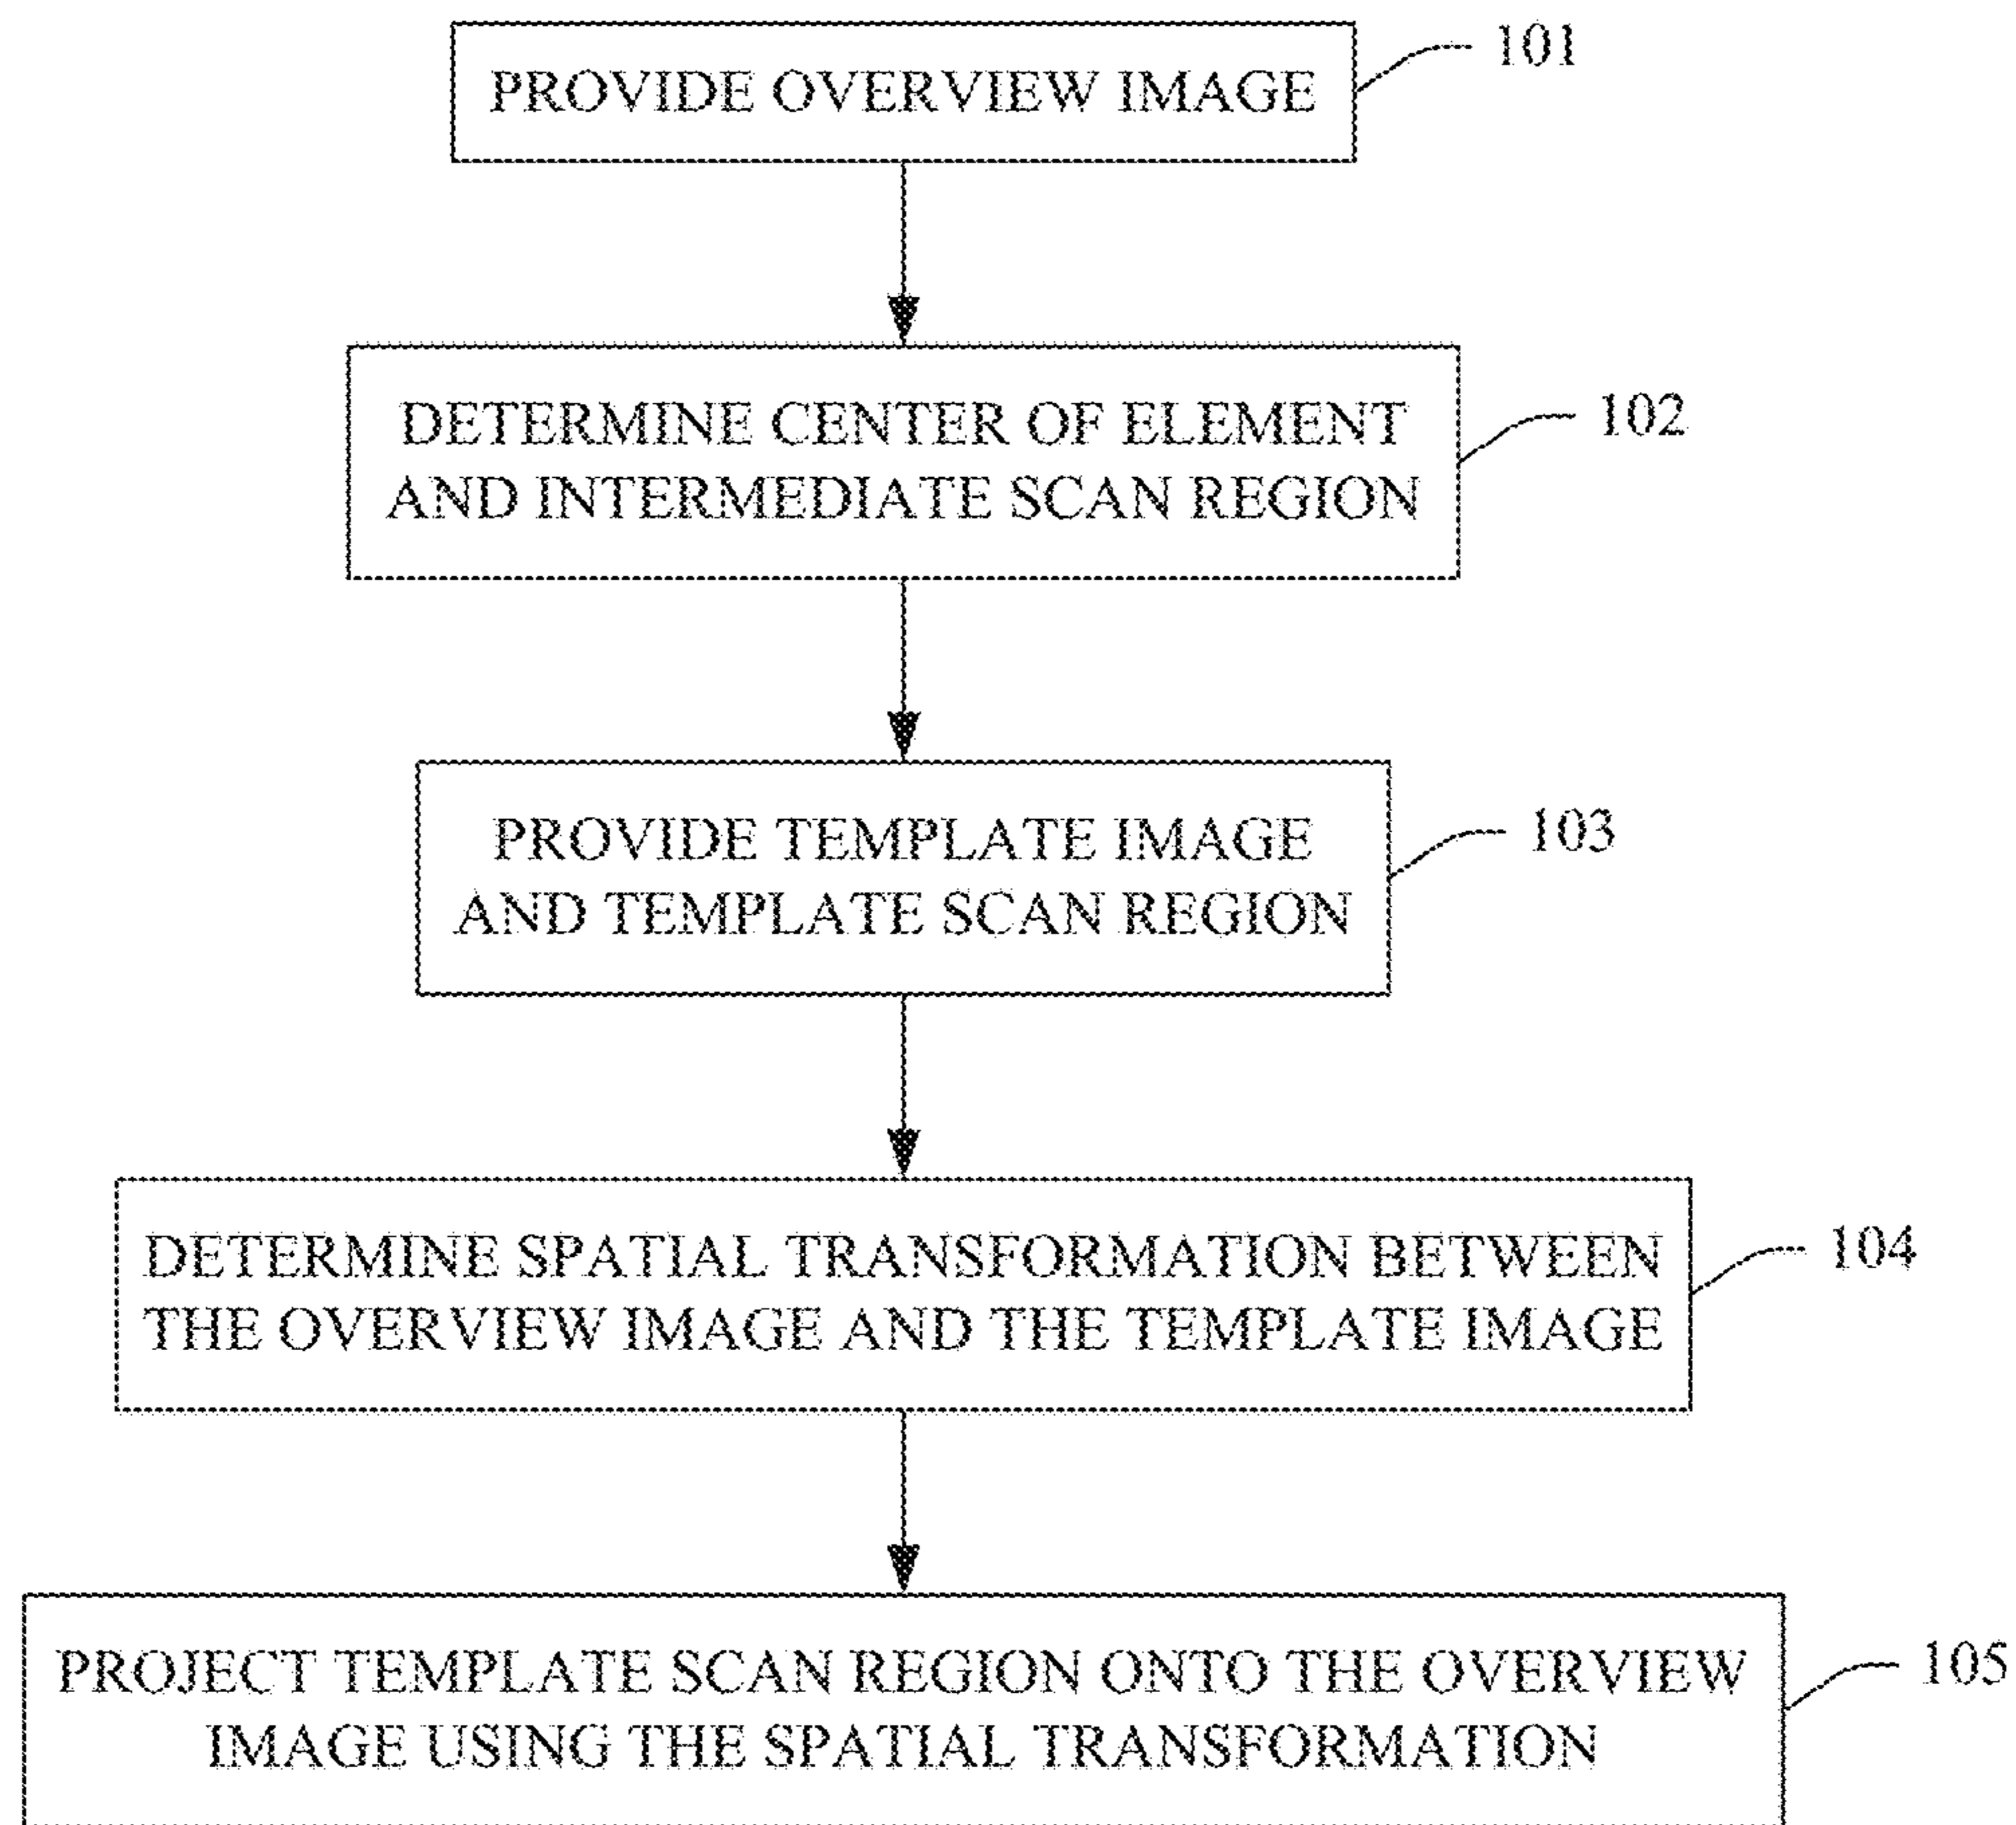 PROVIDE OVERVIEW IMAGE
101
DETERMINE CENTER OF ELEMENT
AND INTERMEDIATE SCAN REGION
102
PROVIDE TEMPLATE IMAGE
AND TEMPLATE SCAN REGION
103
DETERMINE SPATIAL TRANSFORMATION BETWEEN
THE OVERVIEW IMAGE AND THE TEMPLATE IMAGE
104
PROJECT TEMPLATE SCAN REGION ONTO THE OVERVIEW
IMAGE USING THE SPATIAL TRANSFORMATION
105